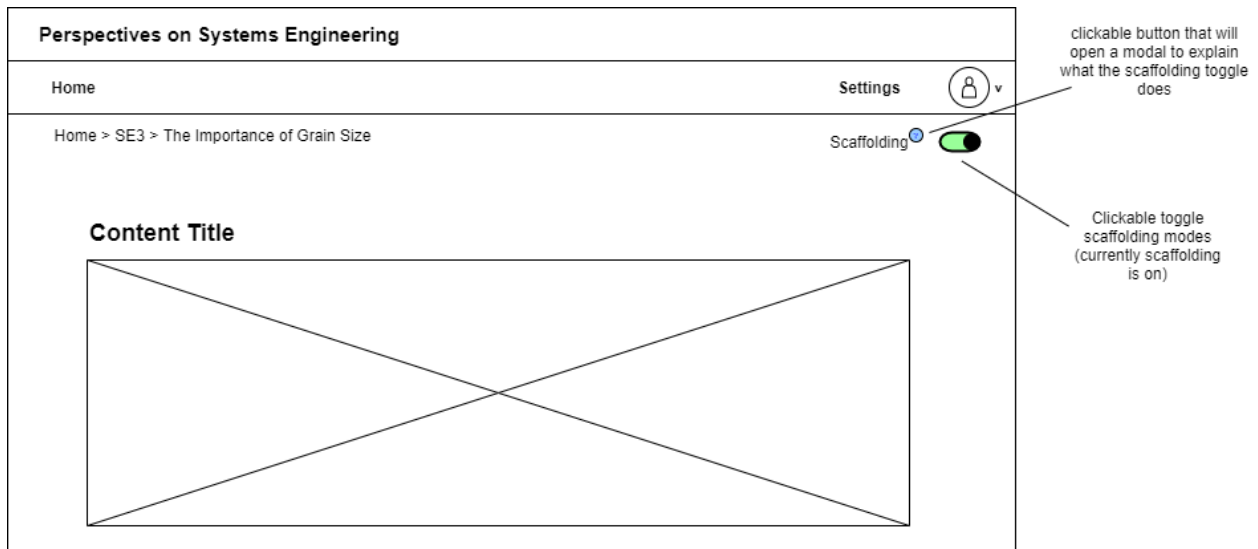 Perspectives on Systems Engineering
Home
Settings
v
Home > SE3 > The Importance of Grain Size
Scaffolding
?
Content Title
clickable button that will
open a modal to explain
what the scaffolding toggle
does
Clickable toggle
scaffolding modes
(currently scaffolding
is on)